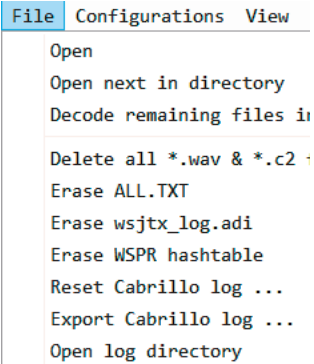 File Configurations View
Open
Open next in directory
Decode remaining files in
Delete all *.wav & *.c2
Erase ALL.TXT
Erase wsjtx_log.adi
Erase WSPR hashtable
Reset Cabrillo log ...
Export Cabrillo log ...
Open log directory